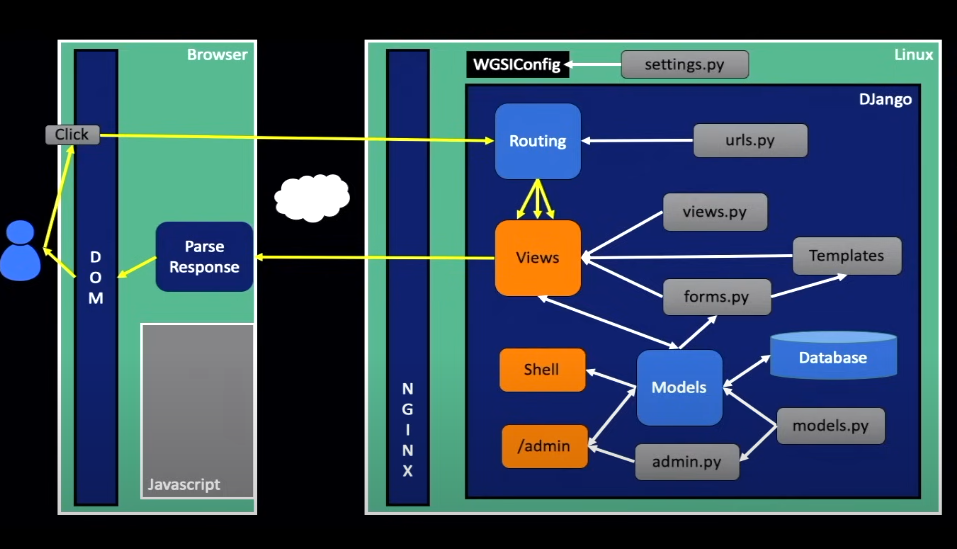 Browser
Linux
WGSIConfig
settings.py
DJango
Click
Routing
urls.py
views.py
Parse
Response
Views
Templates
D
O
M
forms.py
Shell
Models
Database
N
G
I
N
X
/admin
models.py
admin.py
Javascript